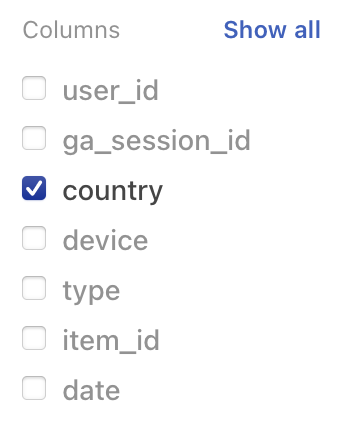 Columns Show all
user_id
ga_session_id
country
device
type
item_id
date